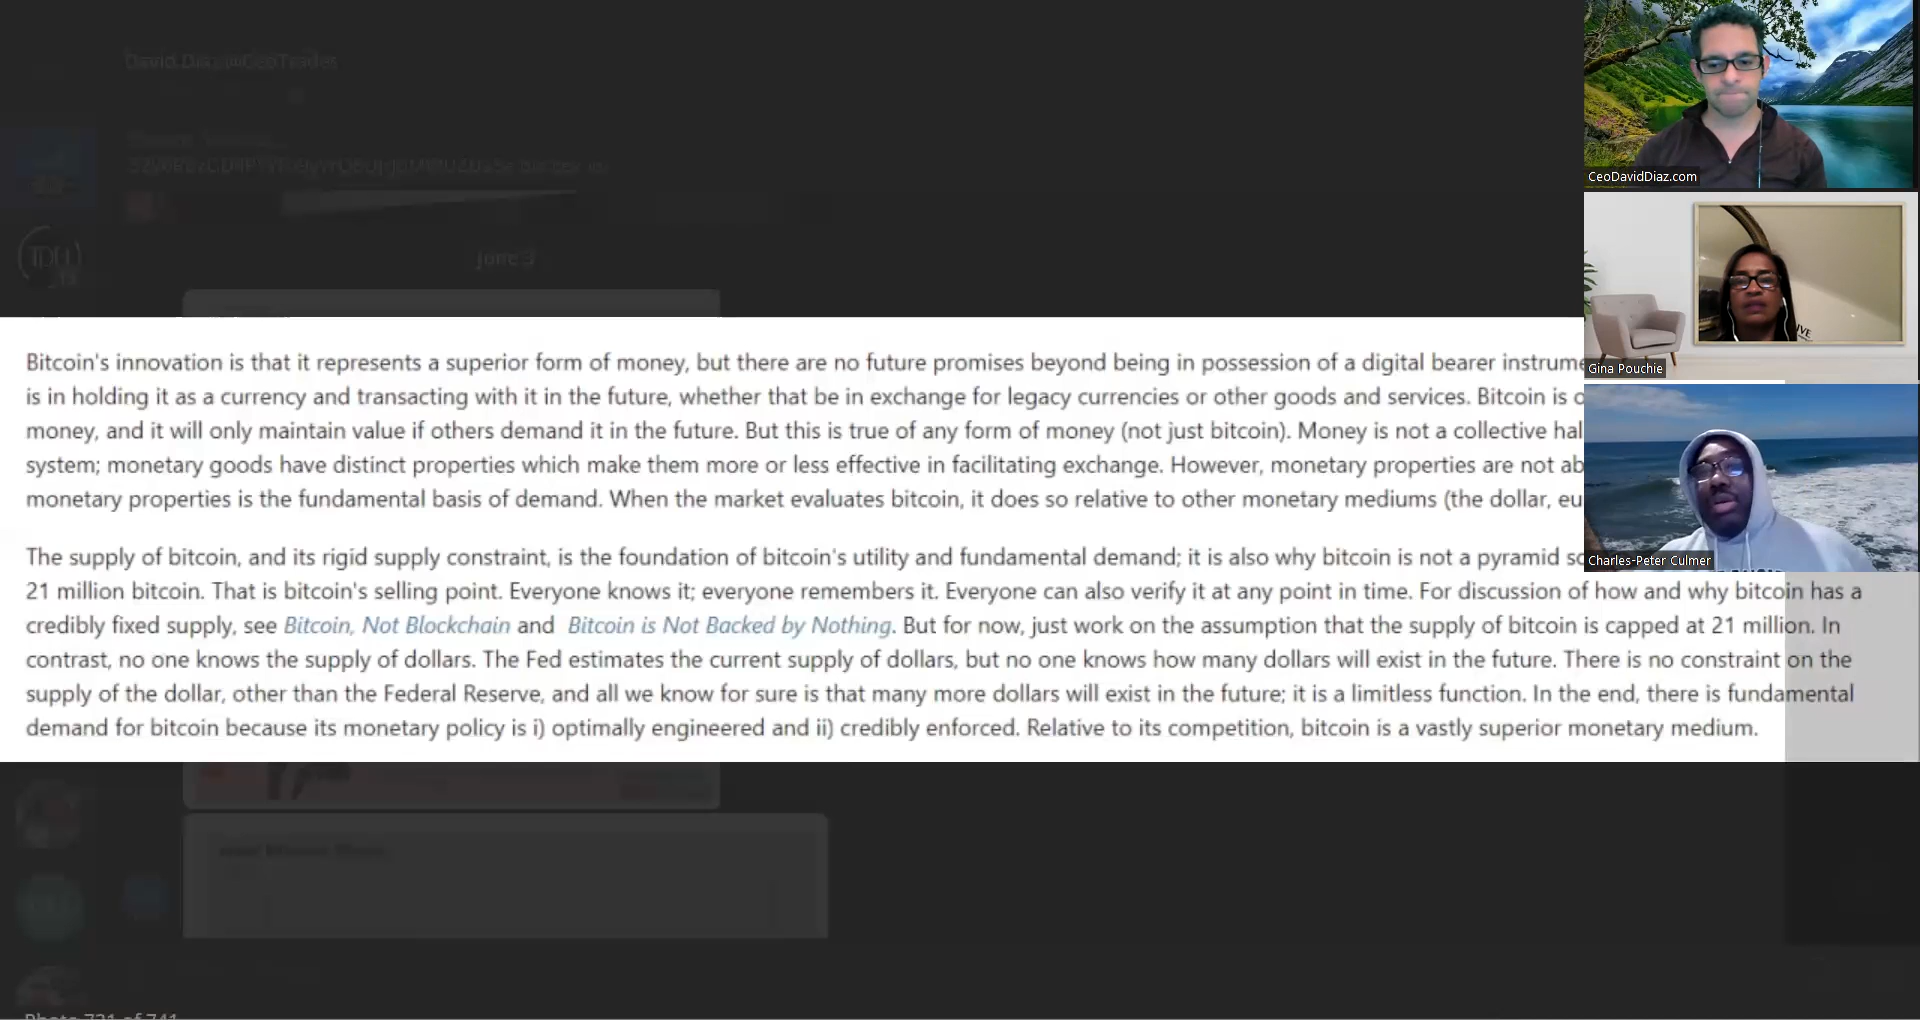 David Diaz @CeoTrades
June 3
Bitcoin's innovation is that it represents a superior form of money, but there are no future promises beyond being in possession of a digital bearer instrume
is in holding it as a currency and transacting with it in the future, whether that be in exchange for legacy currencies or other goods and services. Bitcoin is
money, and it will only maintain value if others demand it in the future. But this is true of any form of money (not just bitcoin). Money is not a collective hal
system; monetary goods have distinct properties which make them more or less effective in facilitating exchange. However, monetary properties are not ab
monetary properties is the fundamental basis of demand. When the market evaluates bitcoin, it does so relative to other monetary mediums (the dollar, eu
The supply of bitcoin, and its rigid supply constraint, is the foundation of bitcoin's utility and fundamental demand; it is also why bitcoin is not a pyramid sc
21 million bitcoin. That is bitcoin's selling point. Everyone knows it; everyone remembers it. Everyone can also verify it at any point in time. For discussion of how and why bitcoin has a
credibly fixed supply, see Bitcoin, Not Blockchain and Bitcoin is Not Backed by Nothing. But for now, just work on the assumption that the supply of bitcoin is capped at 21 million. In
contrast, no one knows the supply of dollars. The Fed estimates the current supply of dollars, but no one knows how many dollars will exist in the future. There is no constraint on the
supply of the dollar, other than the Federal Reserve, and all we know for sure is that many more dollars will exist in the future; it is a limitless function. In the end, there is fundamental
demand for bitcoin because its monetary policy is i) optimally engineered and ii) credibly enforced. Relative to its competition, bitcoin is a vastly superior monetary medium.
Photo 731 of 741
CeoDavidDiaz.com
Gina Pouchie
Charles-Peter Culmer